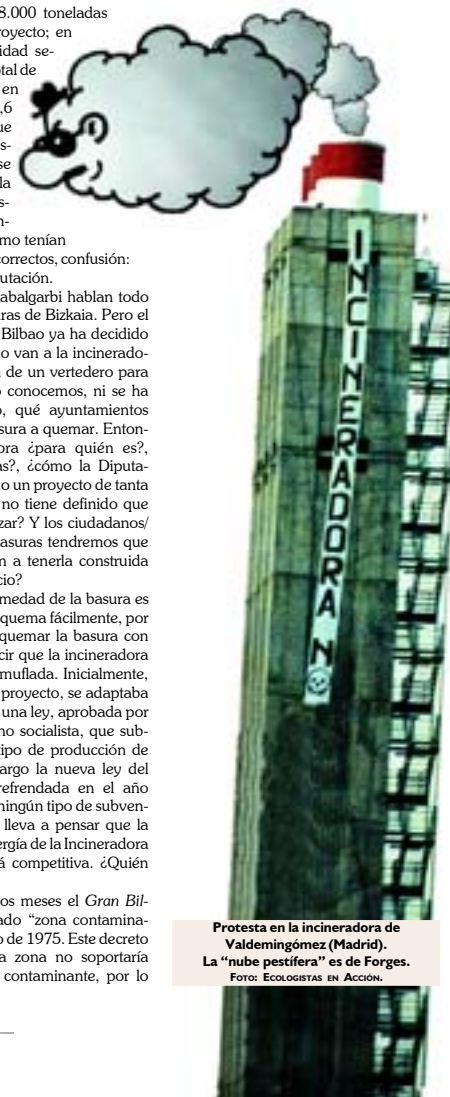 8.000 toneladas
royecto; en
idad se-
tal de
en
,6
ue
s-
se
la
s-
n-
mo tenían
correctos, confusión:
utación.
abalgarbi hablan todo
ras de Bizkaia. Pero el
Bilbao ya ha decidido
o van a la incinerado-
de un vertedero para
o conocemos, ni se ha
o, qué ayuntamientos
sura a quemar. Enton-
ora ¿para quién es?,
as?, ¿cómo la Diputa-
o un proyecto de tanta
no tiene definido que
zar? Y los ciudadanos/
asuras tendremos que
n a tenerla construida
cio?
medad de la basura es
quema fácilmente, por
quemar la basura con
cir que la incineradora
muflada. Inicialmente,
proyecto, se adaptaba
una ley, aprobada por
no socialista, que sub-
tipo de producción de
argo la nueva ley del
refrendada en el año
ningún tipo de subven-
lleva a pensar que la
ergía de la Incineradora
á competitiva. ¿Quién
os meses el Gran Bil-
ado “zona contamina-
o de 1975. Este decreto
a zona no soportaría
contaminante, por lo
INCINERADORA NO
Protesta en la incineradora de
Valdemingómez (Madrid).
La “nube pestífera” es de Forges.
FOTO: ECOLOGISTAS EN ACCIÓN.